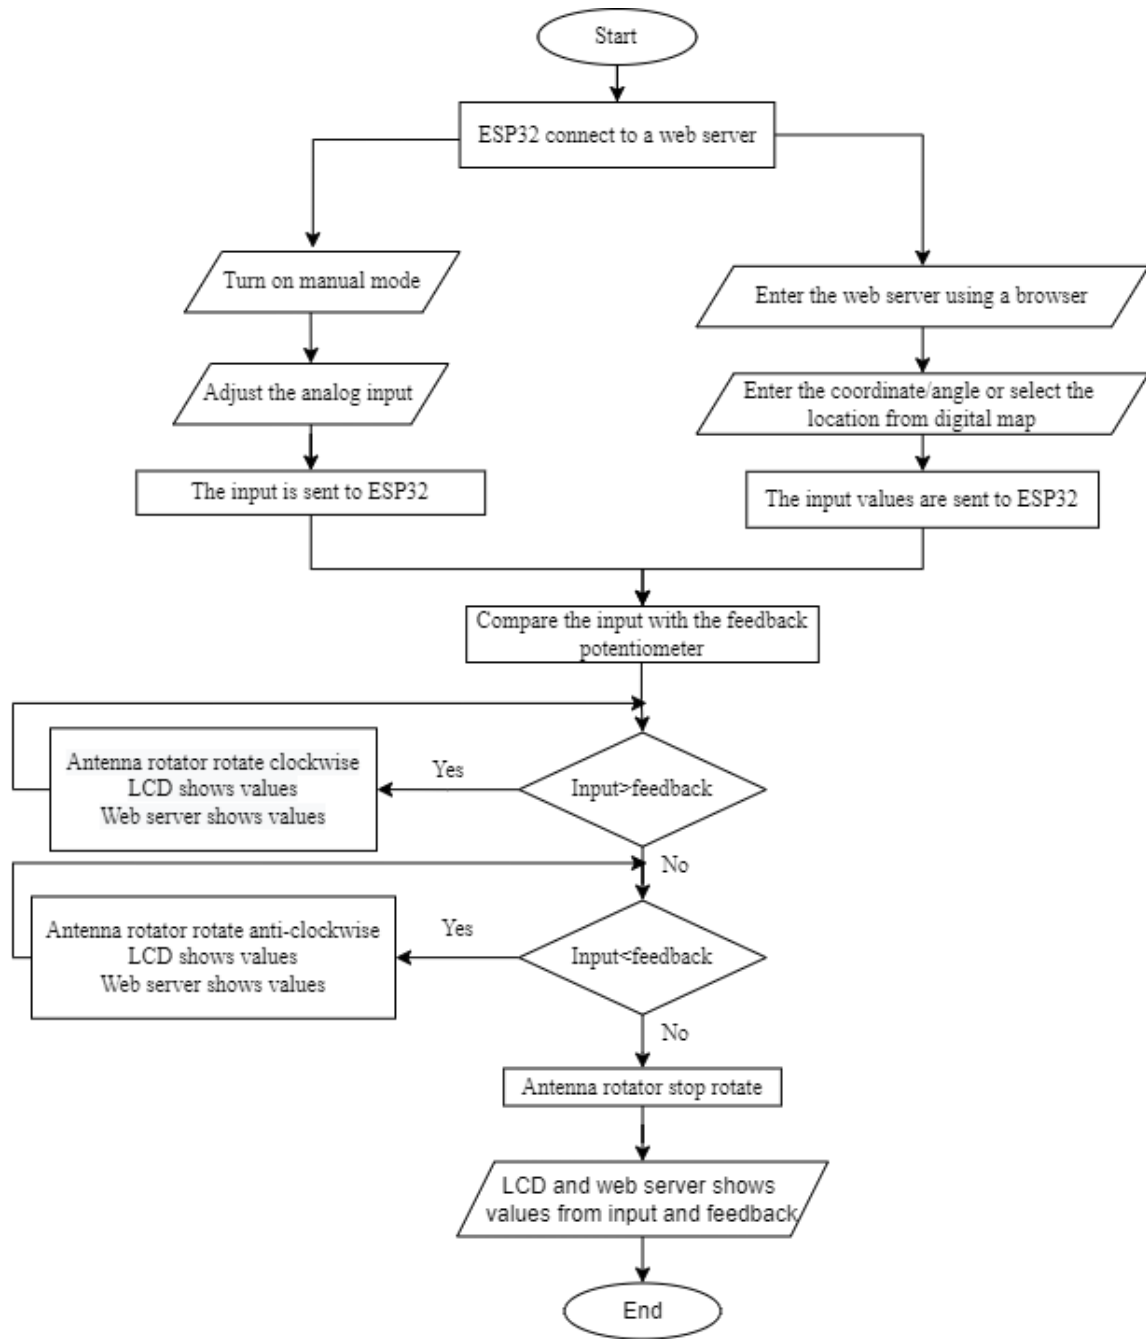 Start
ESP32 connect to a web server
Turn on manual mode
Enter the web server using a browser
Adjust the analog input
Enter the coordinate/angle or select the
location from digital map
The input is sent to ESP32
The input values are sent to ESP32
Compare the input with the feedback
potentiometer
Antenna rotator rotate clockwise
LCD shows values
Web server shows values
Yes
Input>feedback
No
Antenna rotator rotate anti-clockwise
LCD shows values
Web server shows values
Yes
Input<feedback
No
Antenna rotator stop rotate
LCD and web server shows
values from input and feedback
End